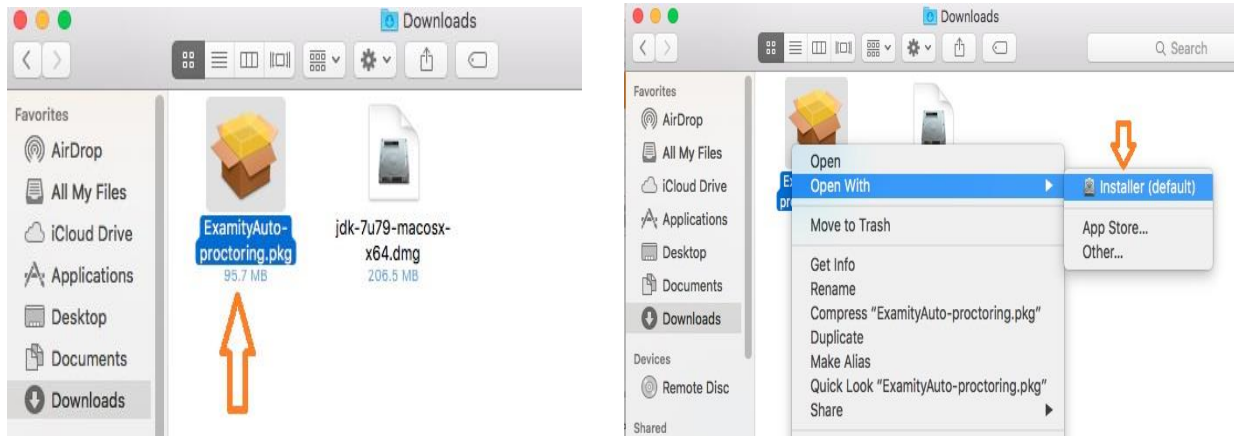 Downloads
Favorites
AirDrop
All My Files
iCloud Drive
Applications
Desktop
Documents
Downloads
ExamityAuto-
proctoring.pkg
95.7 MB
jdk-7u79-macosx-
x64.dmg
206.5 MB
Downloads
Search
Favorites
AirDrop
All My Files
iCloud Drive
Applications
Desktop
Documents
Downloads
Devices
Remote Disc
Shared
Open
Open With
Move to Trash
Get Info
Rename
Compress “ExamityAuto-proctoring.pkg”
Duplicate
Make Alias
Quick Look “ExamityAuto-proctoring.pkg”
Share
Installer (default)
App Store...
Other...